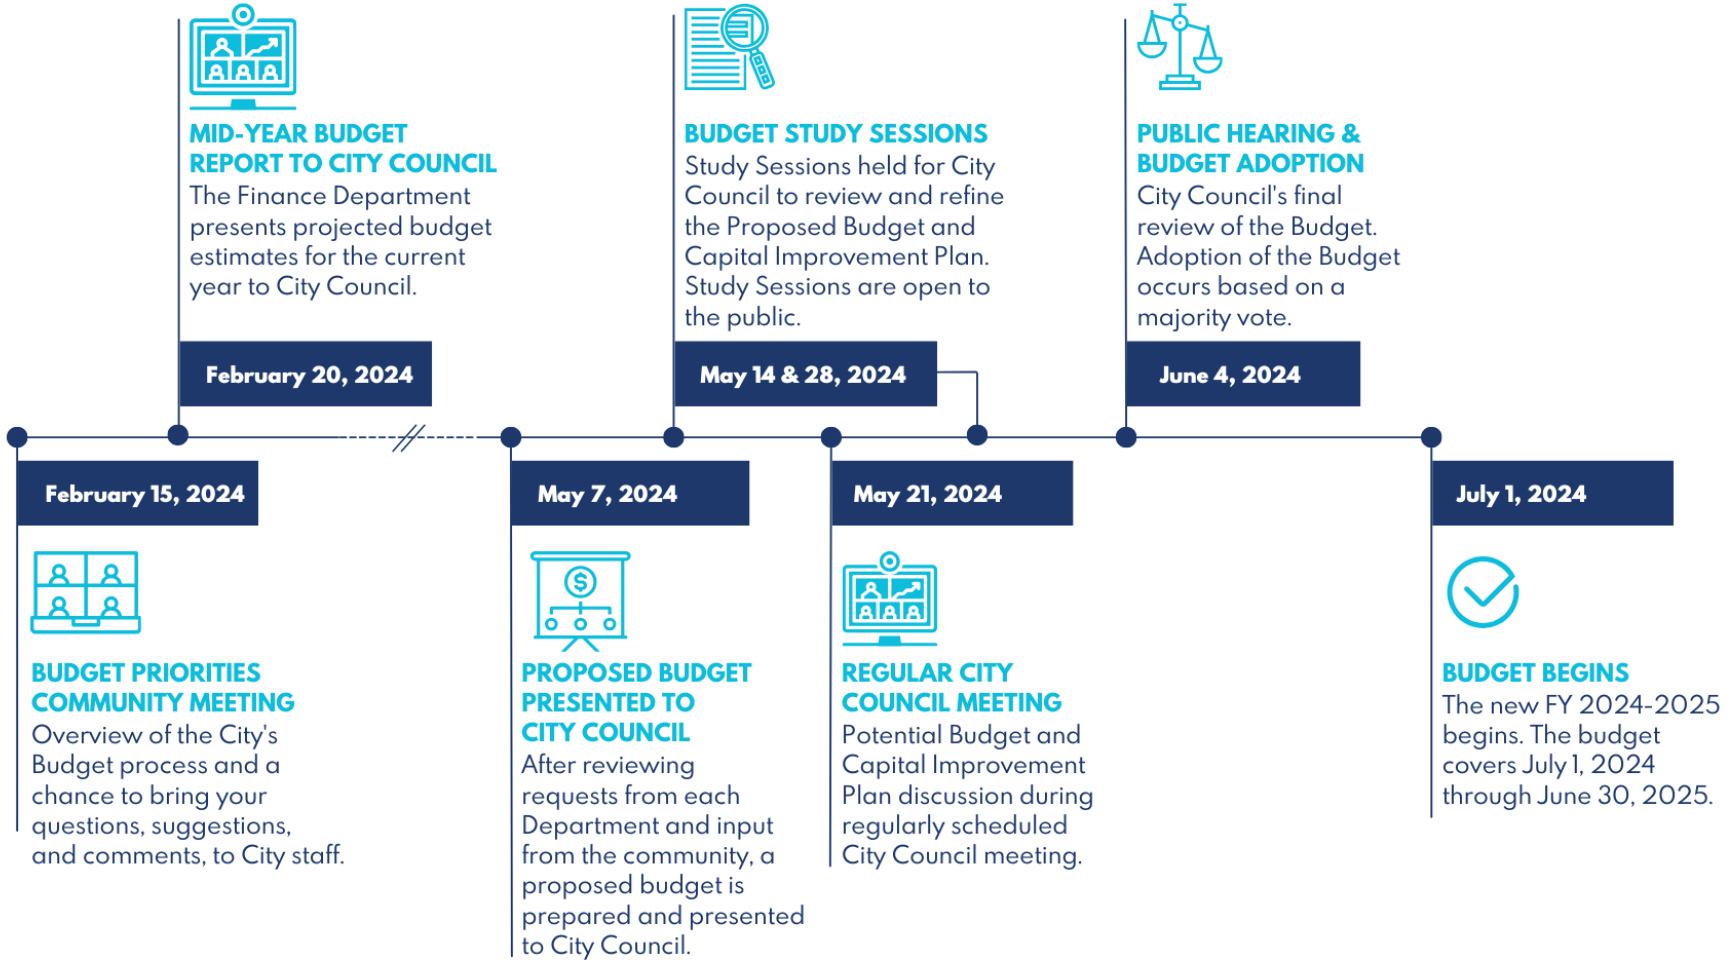 MID-YEAR BUDGET
REPORT TO CITY COUNCIL
The Finance Department
presents projected budget
estimates for the current
year to City Council.
February 20, 2024
BUDGET STUDY SESSIONS
Study Sessions held for City
Council to review and refine
the Proposed Budget and
Capital Improvement Plan.
Study Sessions are open to
the public.
May 14 & 28, 2024
PUBLIC HEARING &
BUDGET ADOPTION
City Council's final
review of the Budget.
Adoption of the Budget
occurs based on a
majority vote.
June 4, 2024
February 15, 2024
BUDGET PRIORITIES
COMMUNITY MEETING
Overview of the City's
Budget process and a
chance to bring your
questions, suggestions,
and comments, to City staff.
May 7, 2024
$
PROPOSED BUDGET
PRESENTED TO
CITY COUNCIL
After reviewing
requests from each
Department and input
from the community, a
proposed budget is
prepared and presented
to City Council.
May 21, 2024
REGULAR CITY
COUNCIL MEETING
Potential Budget and
Capital Improvement
Plan discussion during
regularly scheduled
City Council meeting.
July 1, 2024
BUDGET BEGINS
The new FY 2024-2025
begins. The budget
covers July 1, 2024
through June 30, 2025.